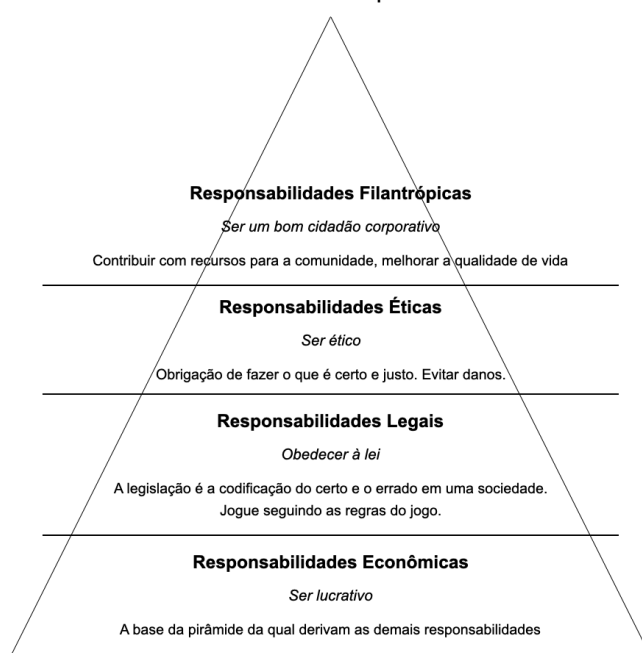 Responsabilidades Filantrópicas
Ser um bom cidadão corporativo
Contribuir com recursos para a comunidade, melhorar a qualidade de vida
Responsabilidades Éticas
Ser ético
Obrigação de fazer o que é certo e justo. Evitar danos.
Responsabilidades Legais
Obedecer à lei
A legislação é a codificação do certo e o errado em uma sociedade.
Jogue seguindo as regras do jogo.
Responsabilidades Econômicas
Ser lucrativo
A base da pirâmide da qual derivam as demais responsabilidades